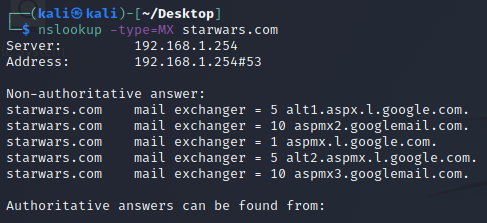 ┌──(kali㉿kali)-[~/Desktop]
└─$ nslookup -type=MX starwars.com
Server:         192.168.1.254
Address:        192.168.1.254#53

Non-authoritative answer:
starwars.com    mail exchanger = 5 alt1.aspx.l.google.com.
starwars.com    mail exchanger = 10 aspmx2.googlemail.com.
starwars.com    mail exchanger = 1 aspmx.l.google.com.
starwars.com    mail exchanger = 5 alt2.aspmx.l.google.com.
starwars.com    mail exchanger = 10 aspmx3.googlemail.com.

Authoritative answers can be found from: